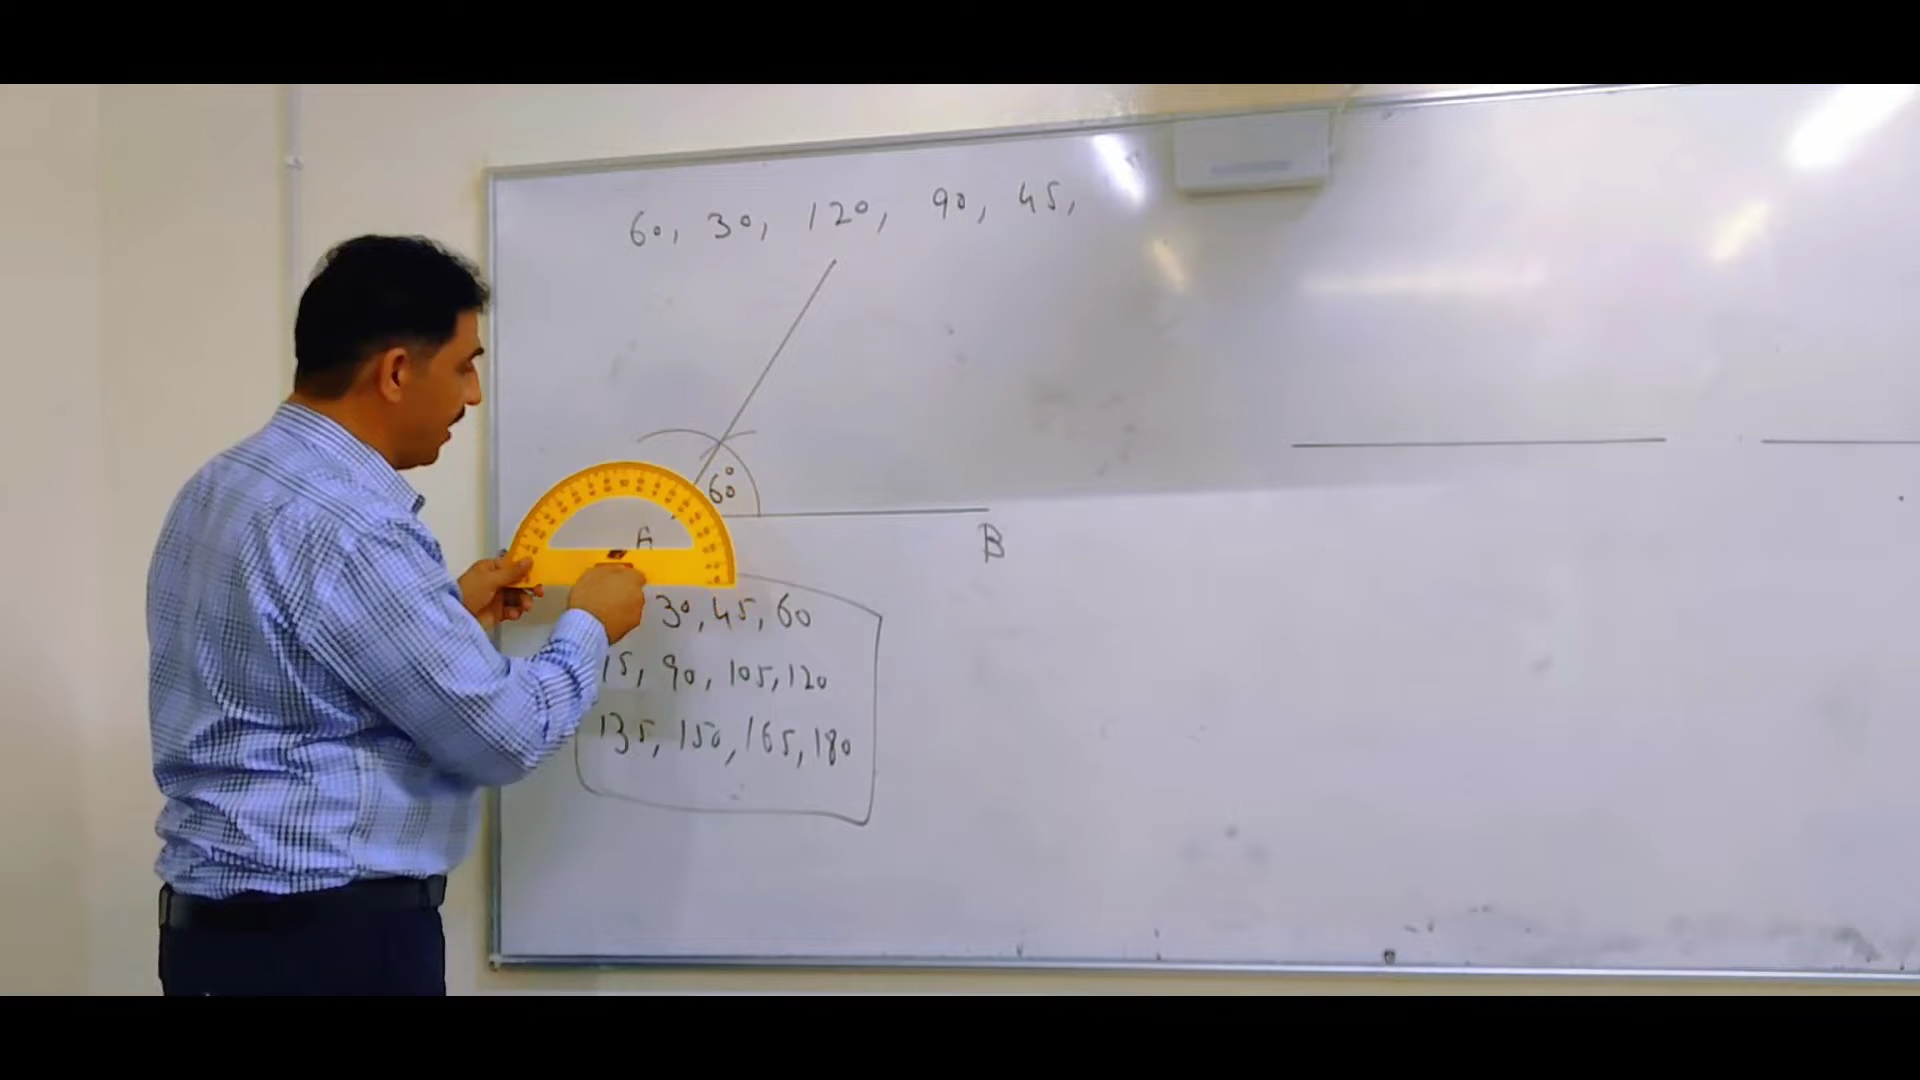 60, 30, 120, 90, 45,
60°
A
B
30, 45, 60
15, 90, 105, 120
135, 150, 165, 180